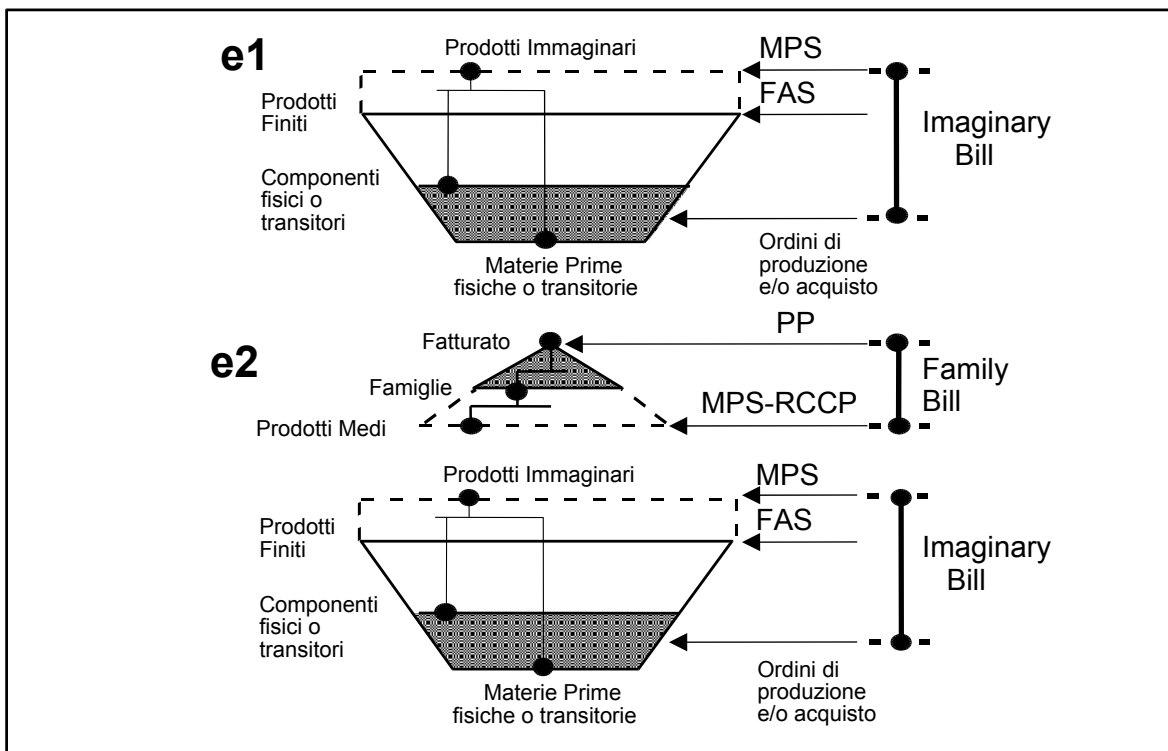 e1
Prodotti Immaginari
MPS
FAS
Prodotti
Finiti
Imaginary
Bill
Componenti
fisici o
transitori
Materie Prime
fisiche o transitorie
Ordini di
produzione
e/o acquisto
e2
Fatturato
PP
Famiglie
Family
Bill
MPS-RCCP
Prodotti Medi
Prodotti Immaginari
MPS
FAS
Prodotti
Finiti
Imaginary
Bill
Componenti
fisici o
transitori
Materie Prime
fisiche o transitorie
Ordini di
produzione
e/o acquisto